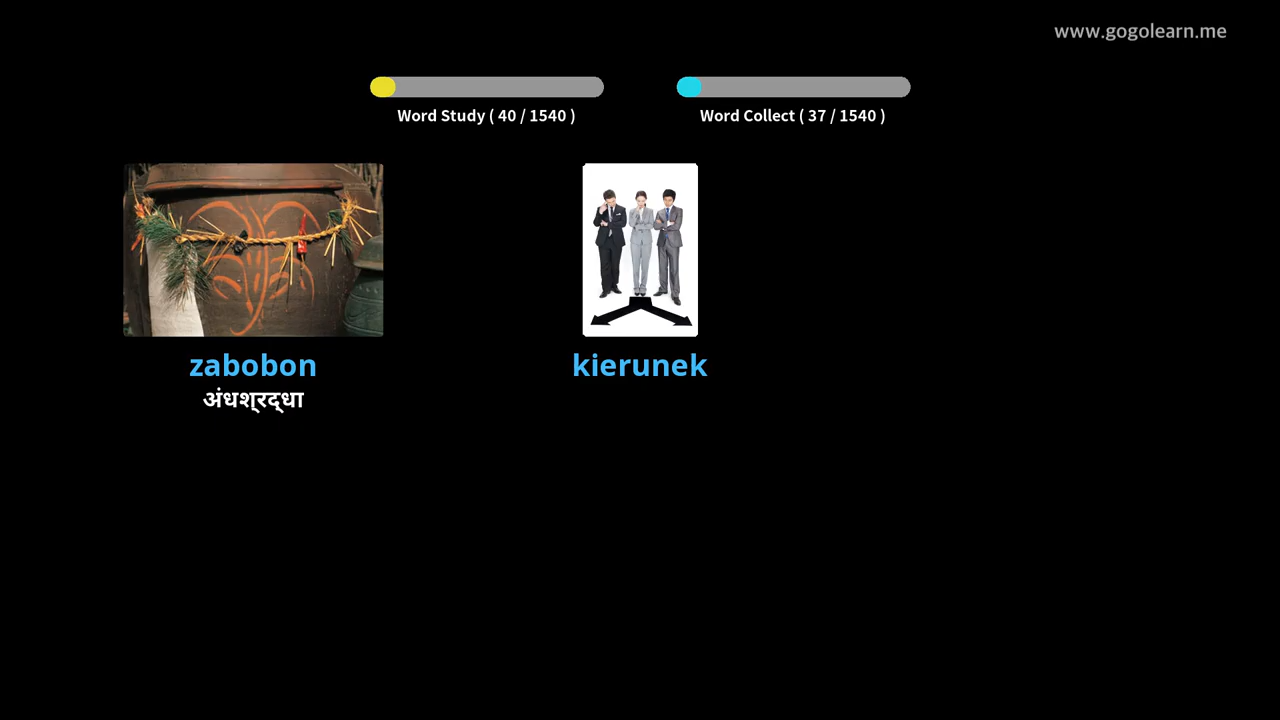 www.gogolearn.me
Word Study ( 40 / 1540 )
Word Collect ( 37 / 1540 )
zabobon
अंधश्रद्धा
kierunek